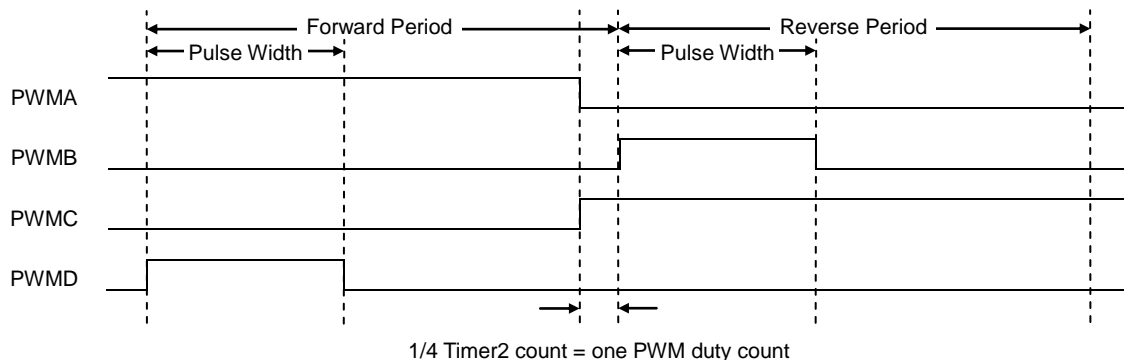 Forward Period Reverse Period
Pulse Width Pulse Width
PWMA
PWMB
PWMC
PWMD
1/4 Timer2 count = one PWM duty count